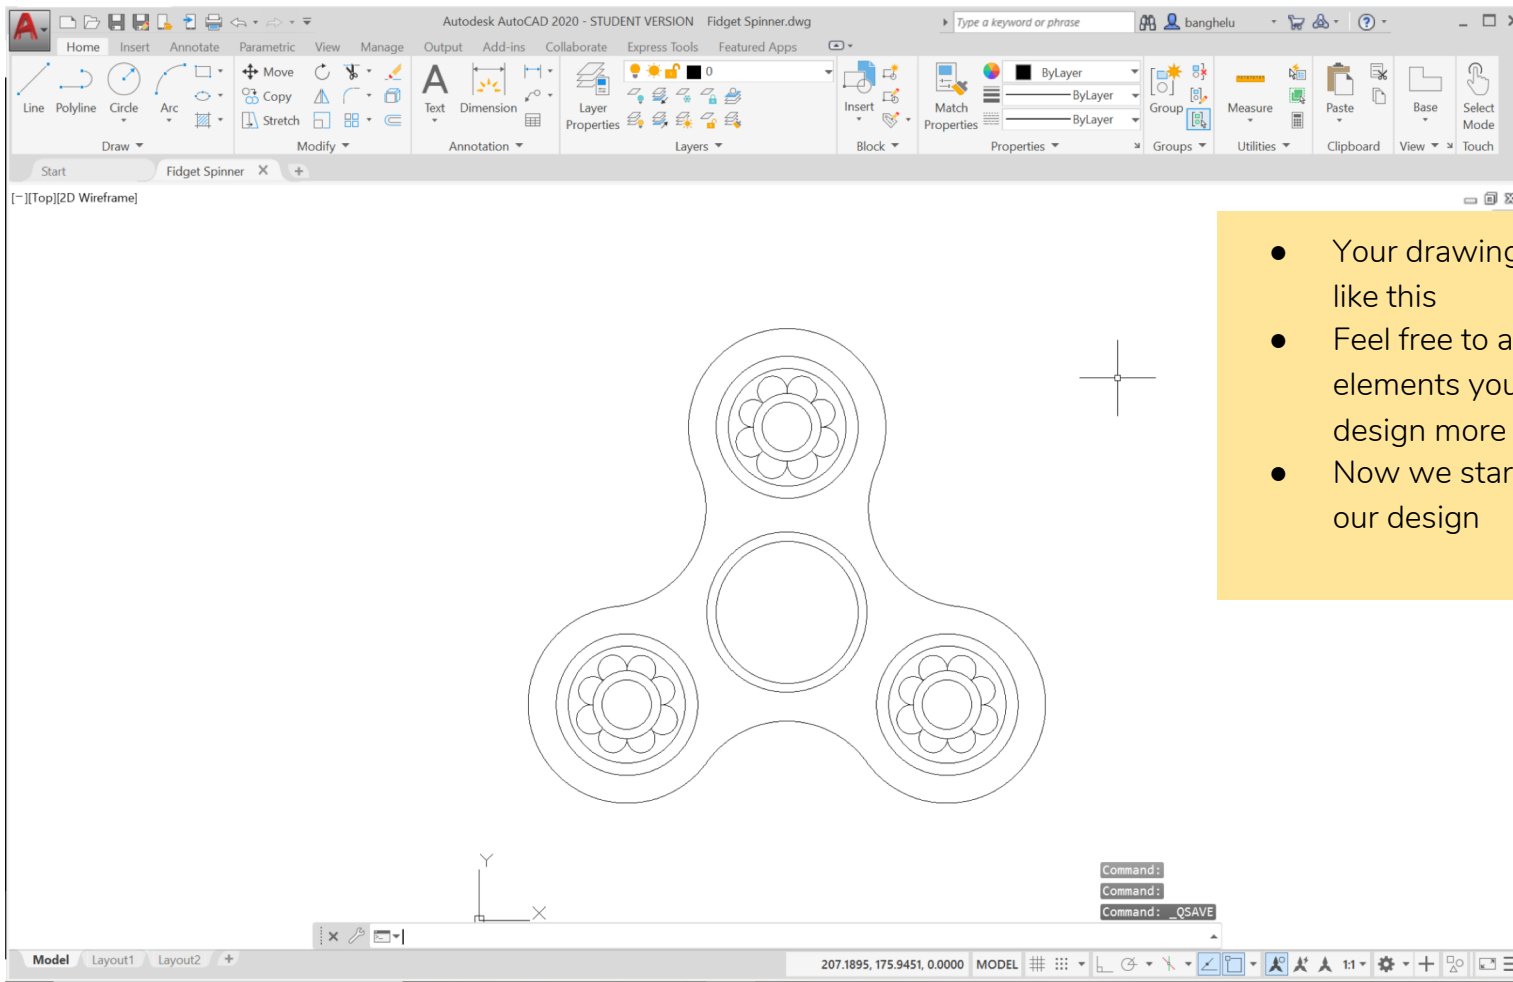 Autodesk AutoCAD 2020 - STUDENT VERSION Fidget Spinner.dwg
Type a keyword or phrase
banghelu
Home Insert Annotate Parametric View Manage Output Add-ins Collaborate Express Tools Featured Apps
Line Polyline Circle Arc
Move
Copy
Stretch
Text Dimension
Layer
Properties
0
Insert
Match
Properties
ByLayer
ByLayer
ByLayer
Group
Measure
Paste
Base
Select
Mode
Draw Modify Annotation Layers Block Properties Groups Utilities Clipboard View Touch
Start Fidget Spinner
[-][Top][2D Wireframe]
● Your drawing
like this
● Feel free to a
elements you
design more
● Now we star
our design
Y
X
Command:
Command:
Command: _QSAVE
Model Layout1 Layout2 +
207.1895, 175.9451, 0.0000 MODEL 1:1